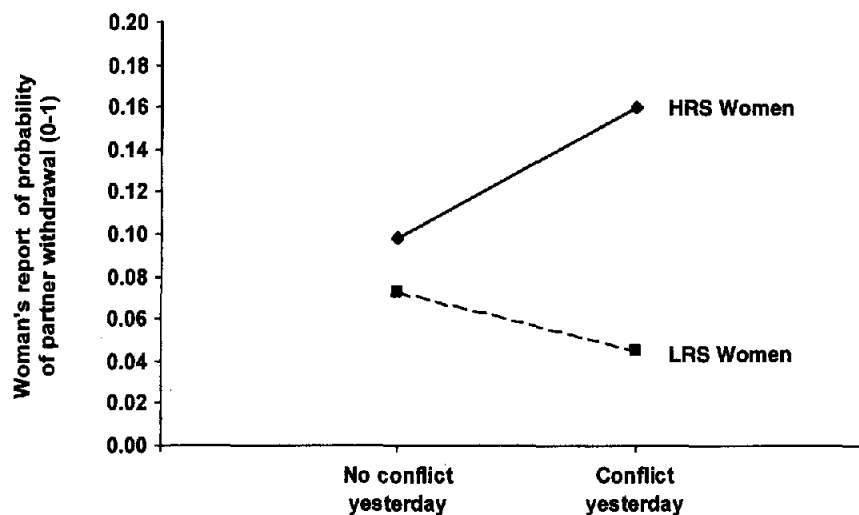 Woman's report of probability
of partner withdrawal (0-1)
0.20
0.18
0.16
0.14
0.12
0.10
0.08
0.06
0.04
0.02
0.00
HRS Women
LRS Women
No conflict
yesterday
Conflict
yesterday